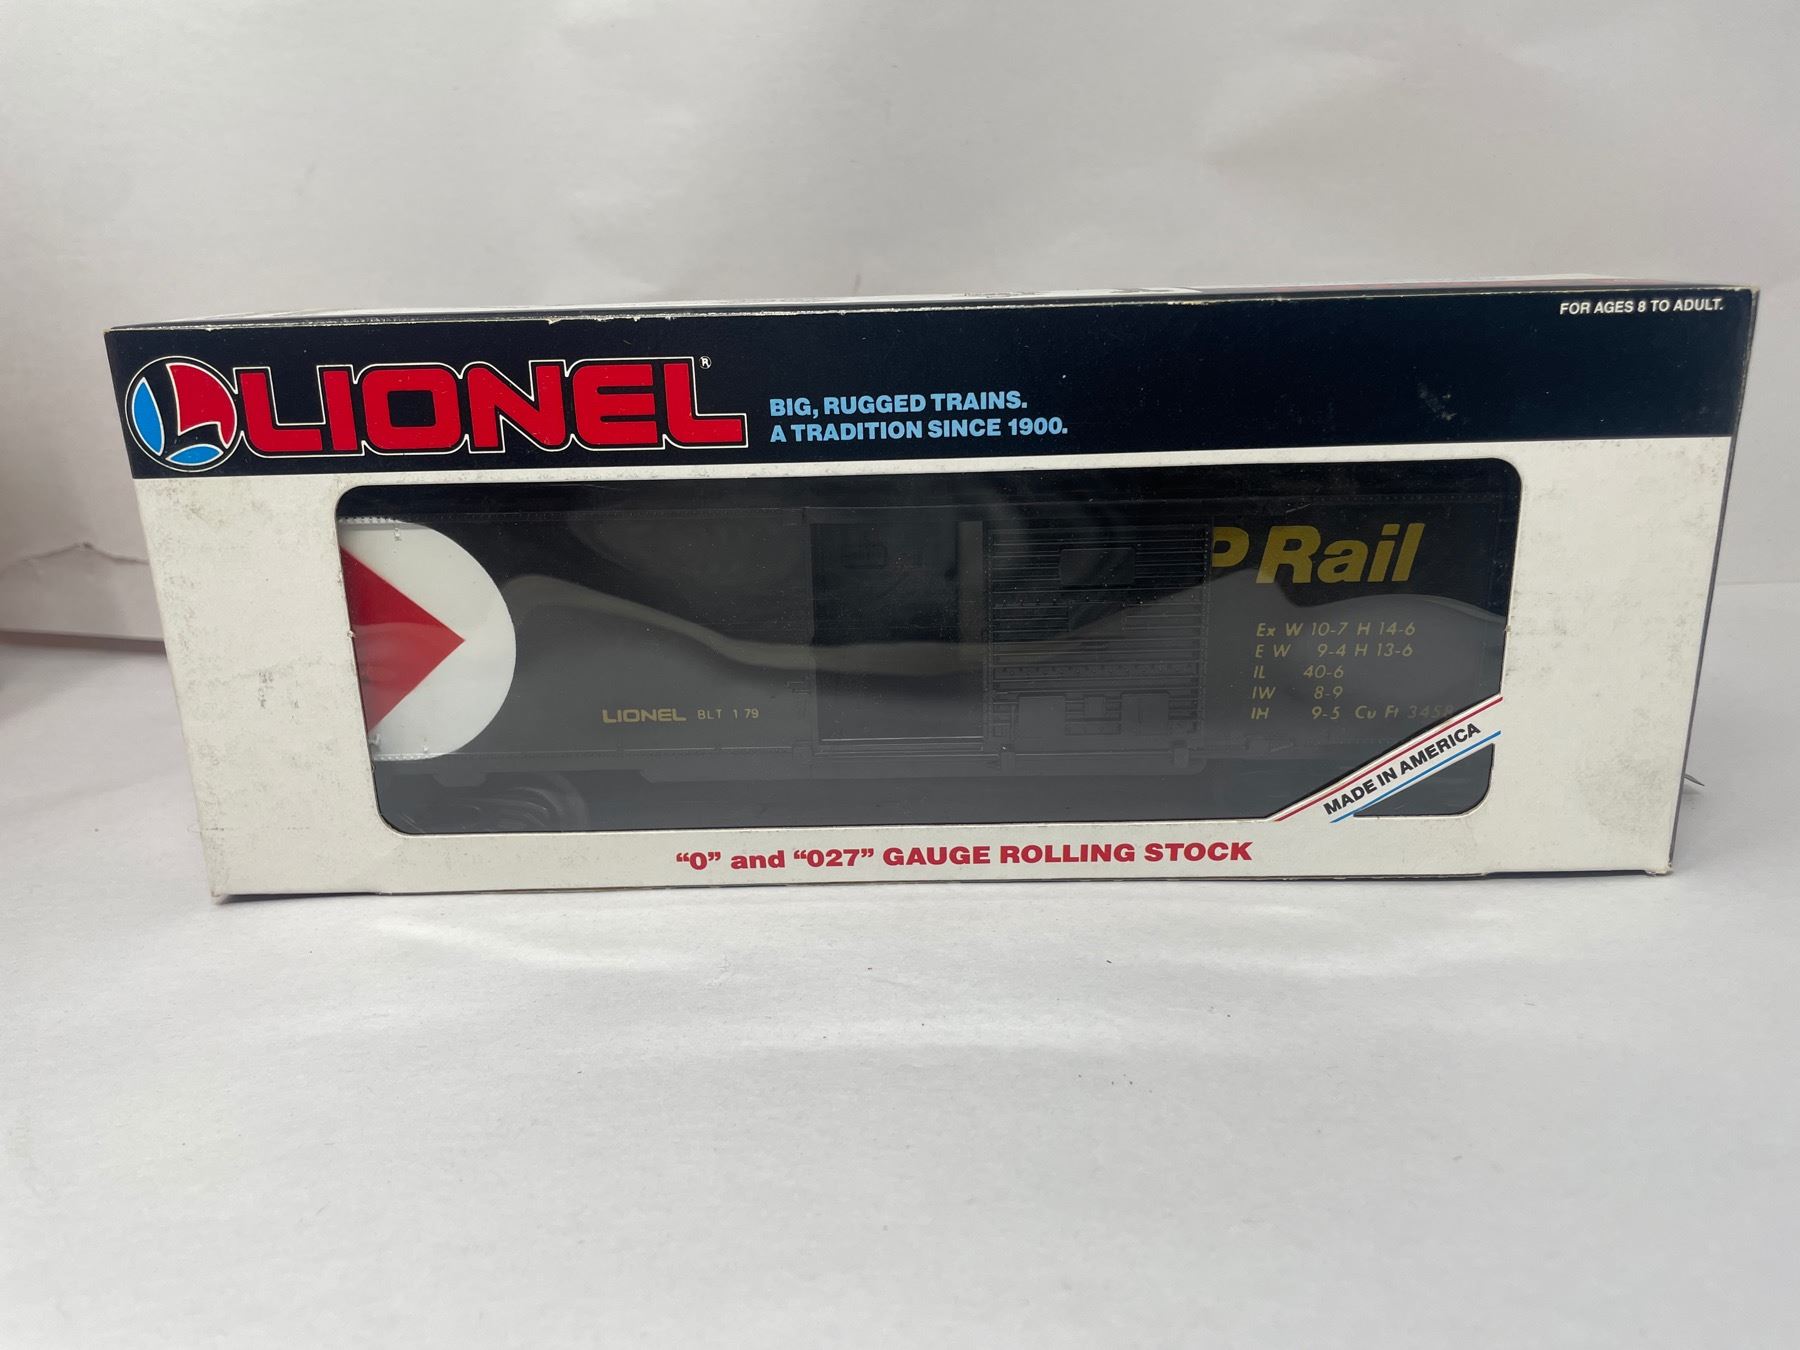 FOR AGES 8 TO ADULT.
LIONEL®
BIG, RUGGED TRAINS.
A TRADITION SINCE 1900.
P Rail
Ex W 10-7 H 14-6
E W 9-4 H 13-6
IL 40-6
IW 8-9
IH 9-5 Cu Ft 3458
LIONEL BLT 1 79
MADE IN AMERICA
"O" and "027" GAUGE ROLLING STOCK